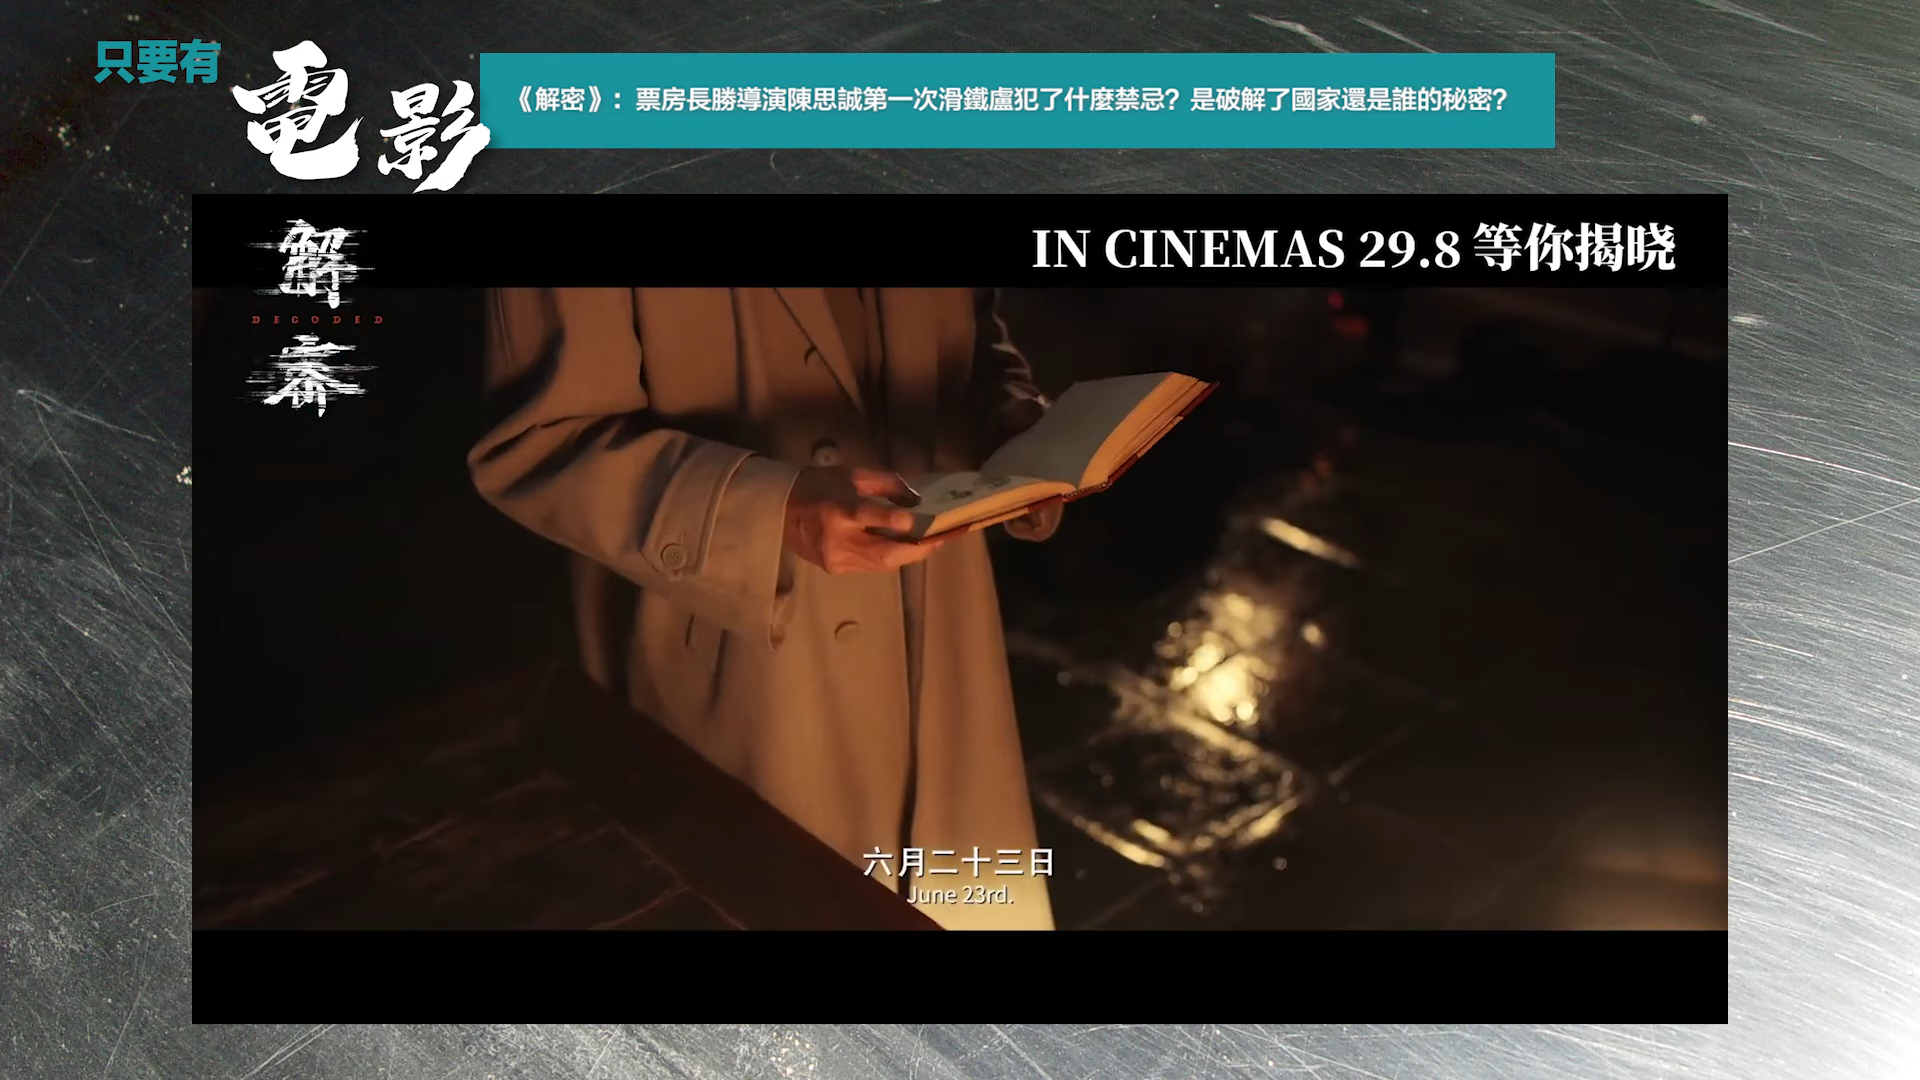 只要有
電影
《解密》：票房長勝導演陳思誠第一次滑鐵盧犯了什麼禁忌？是破解了國家還是誰的秘密？
解密
DECODED
IN CINEMAS 29.8 等你揭晓
六月二十三日
June 23rd.